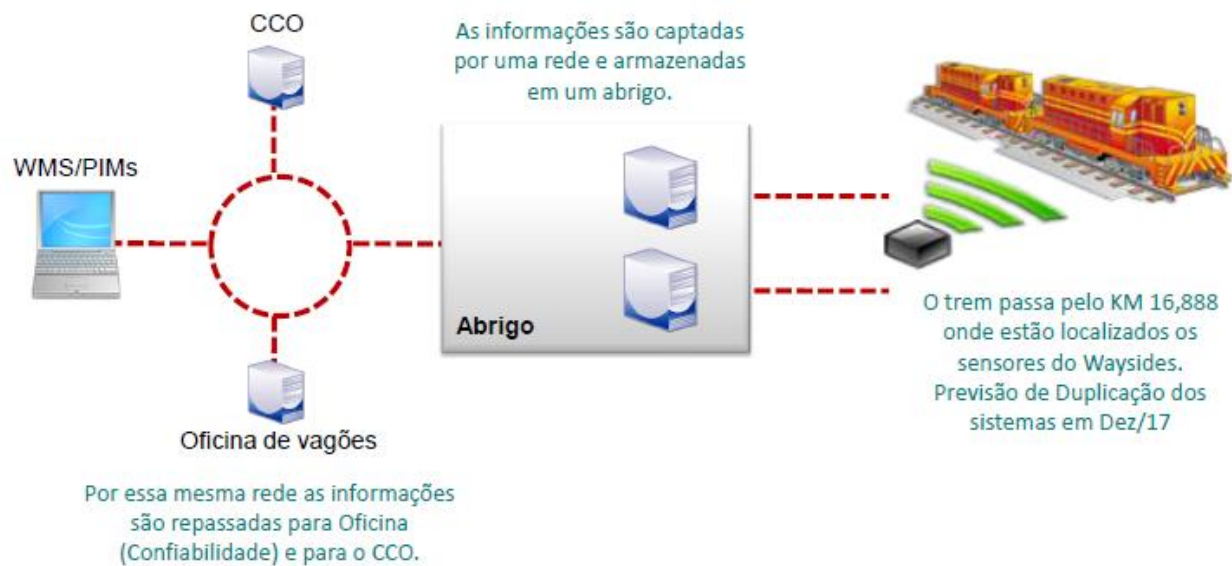 CCO
As informações são captadas
por uma rede e armazenadas
em um abrigo.
WMS/PIMs
Abrigo
O trem passa pelo KM 16,888
onde estão localizados os
sensores do Waysides.
Previsão de Duplicação dos
sistemas em Dez/17
Oficina de vagões
Por essa mesma rede as informações
são repassadas para Oficina
(Confiabilidade) e para o CCO.